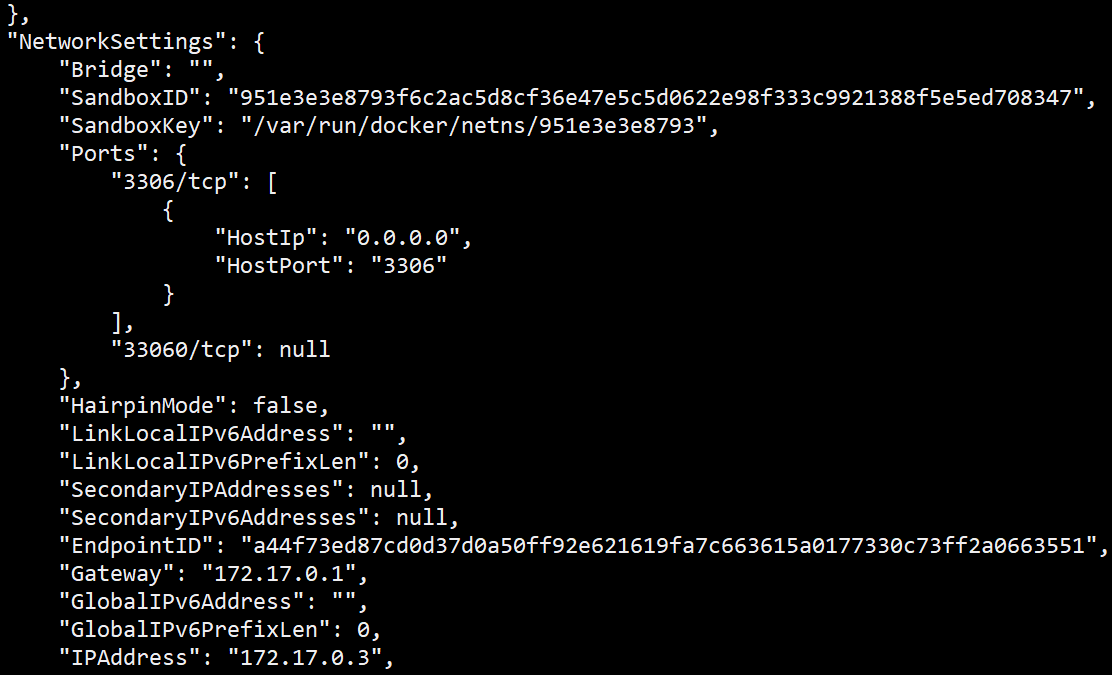 },
"NetworkSettings": {
"Bridge": "",
"SandboxID": "951e3e3e8793f6c2ac5d8cf36e47e5c5d0622e98f333c9921388f5e5ed708347",
"SandboxKey": "/var/run/docker/netns/951e3e3e8793",
"Ports": {
"3306/tcp": [
{
"HostIp": "0.0.0.0",
"HostPort": "3306"
}
],
"33060/tcp": null
},
"HairpinMode": false,
"LinkLocalIPv6Address": "",
"LinkLocalIPv6PrefixLen": 0,
"SecondaryIPAddresses": null,
"SecondaryIPv6Addresses": null,
"EndpointID": "a44f73ed87cd0d37d0a50ff92e621619fa7c663615a0177330c73ff2a0663551",
"Gateway": "172.17.0.1",
"GlobalIPv6Address": "",
"GlobalIPv6PrefixLen": 0,
"IPAddress": "172.17.0.3",